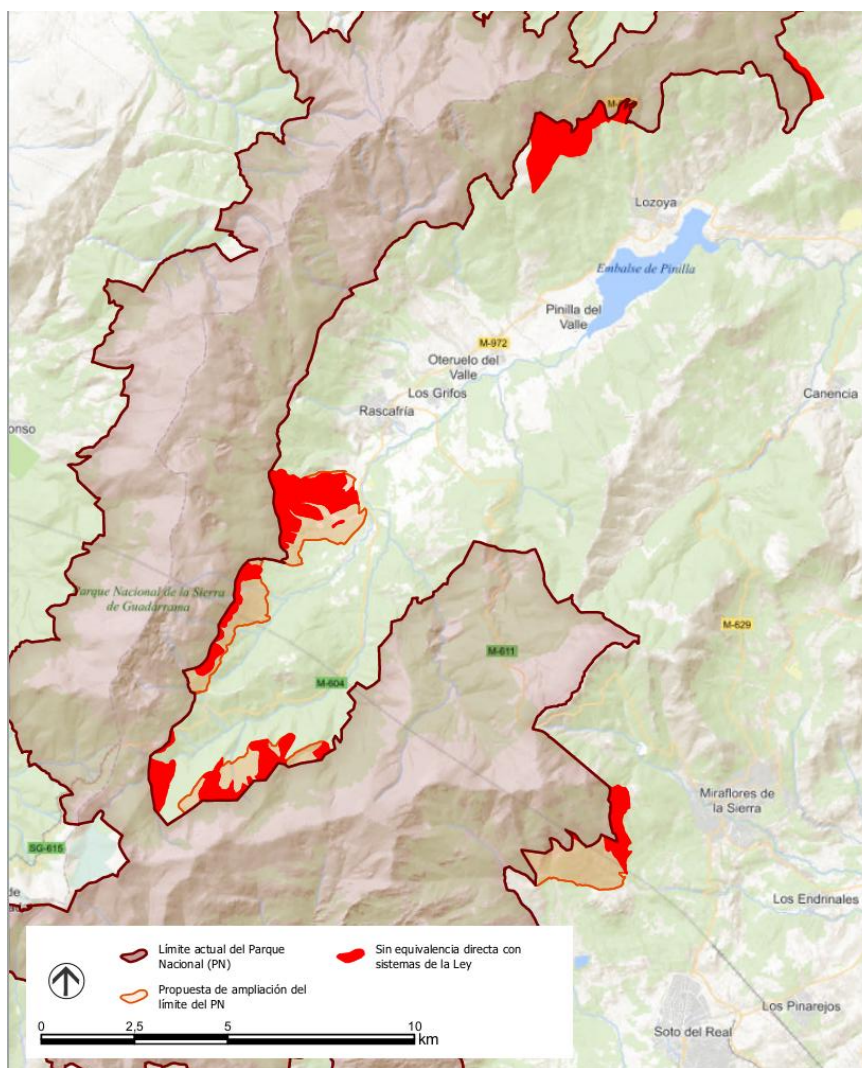 M-6
Lozoya
Embalse de Pinilla
Pinilla del
Valle
M-972
Oteruelo del
Valle
Los Grifos
Canencia
Rascafría
onso
Parque Nacional de la Sierra
de Guadarrama
M-629
M-611
M-604
Miraflores de
la Sierra
SG-615
de
Los Endrinales
Límite actual del Parque
Nacional (PN)
Sin equivalencia directa con
sistemas de la Ley
Propuesta de ampliación del
límite del PN
Los Pinarejos
Soto del Real
0 2,5 5 10
km